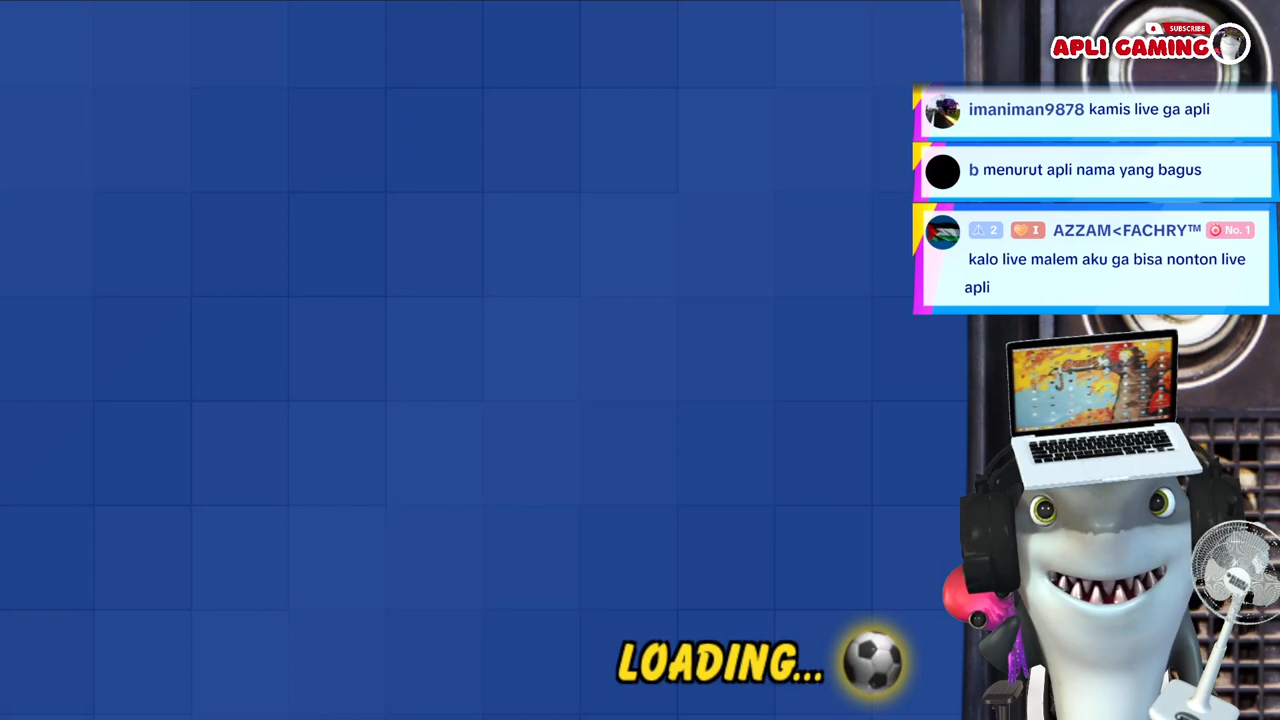 SUBSCRIBE
APLI GAMING
imaniman9878 kamis live ga apli
b menurut apli nama yang bagus
2 I AZZAM<FACHRY™ No. 1
kalo live malem aku ga bisa nonton live
apli
LOADING...